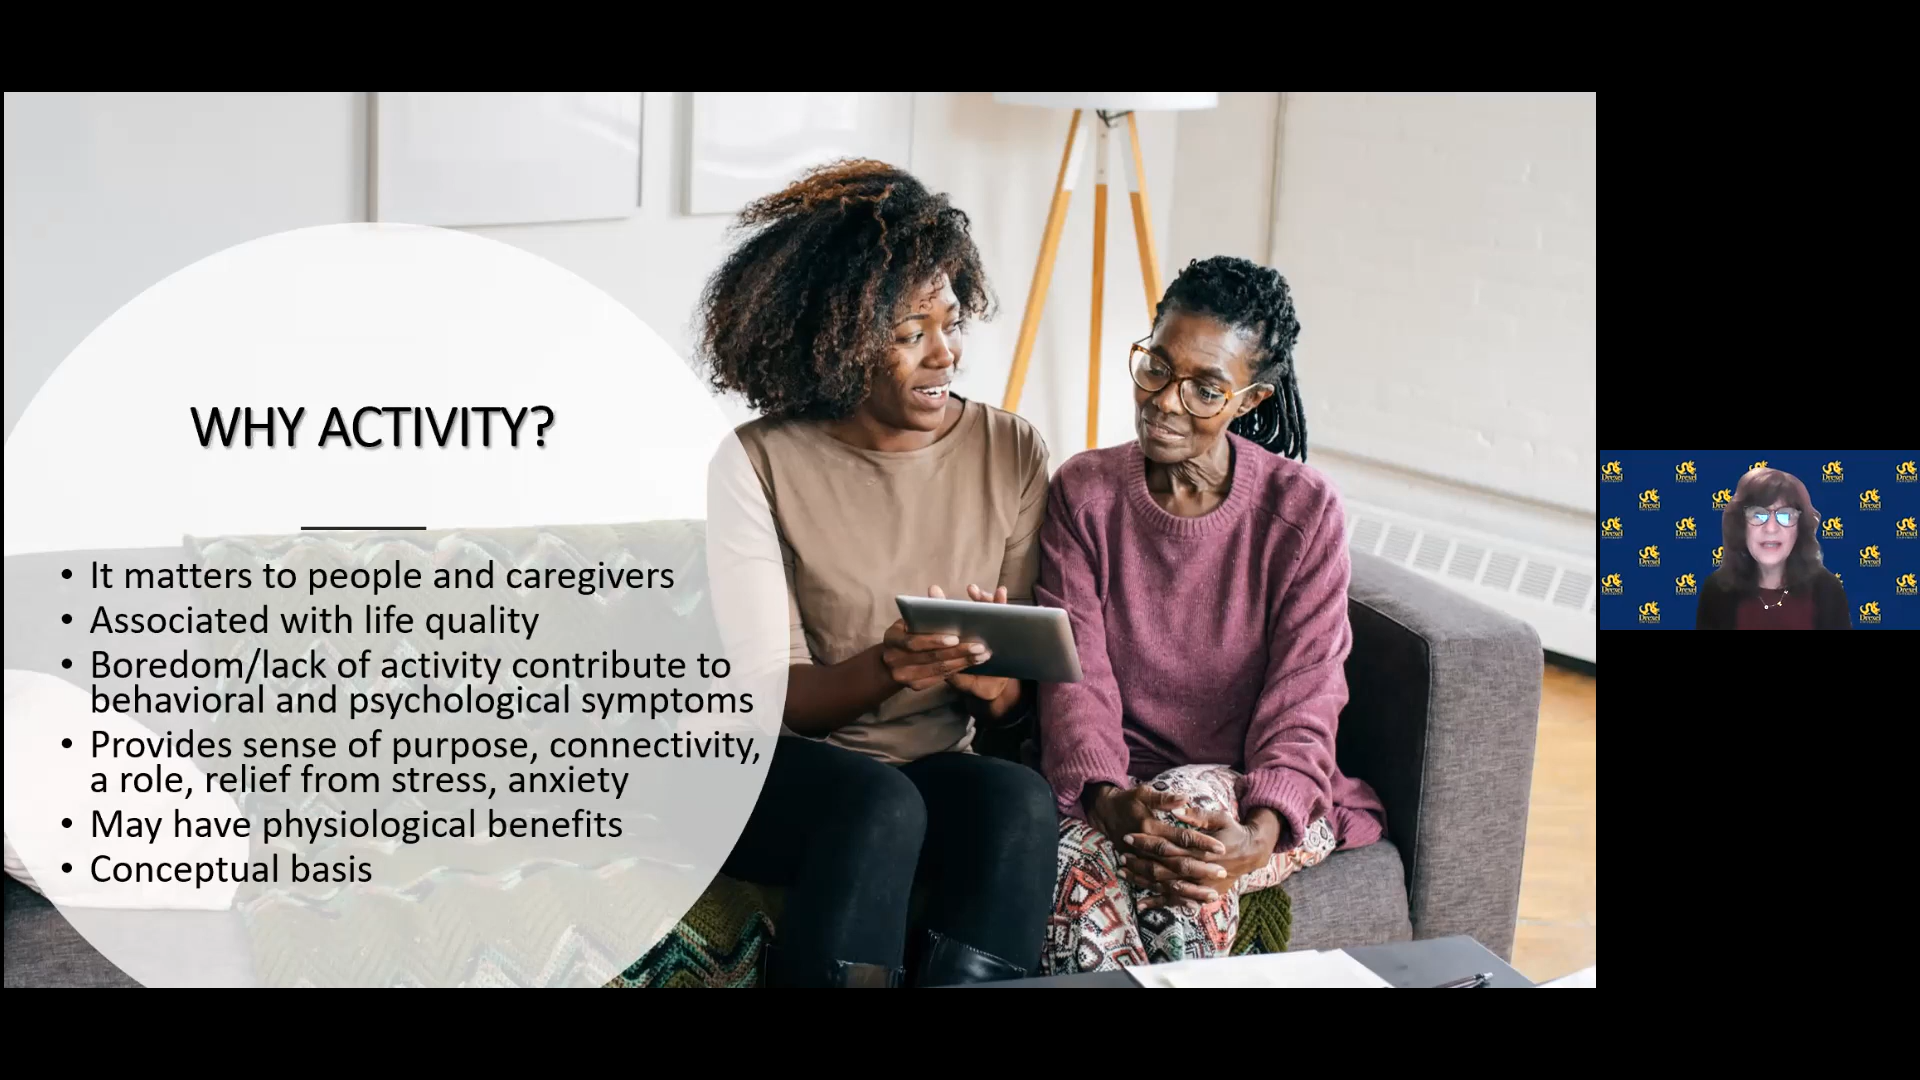 WHY ACTIVITY?
• It matters to people and caregivers
• Associated with life quality
• Boredom/lack of activity contribute to
behavioral and psychological symptoms
• Provides sense of purpose, connectivity,
a role, relief from stress, anxiety
• May have physiological benefits
• Conceptual basis
Drexel
UNIVERSITY